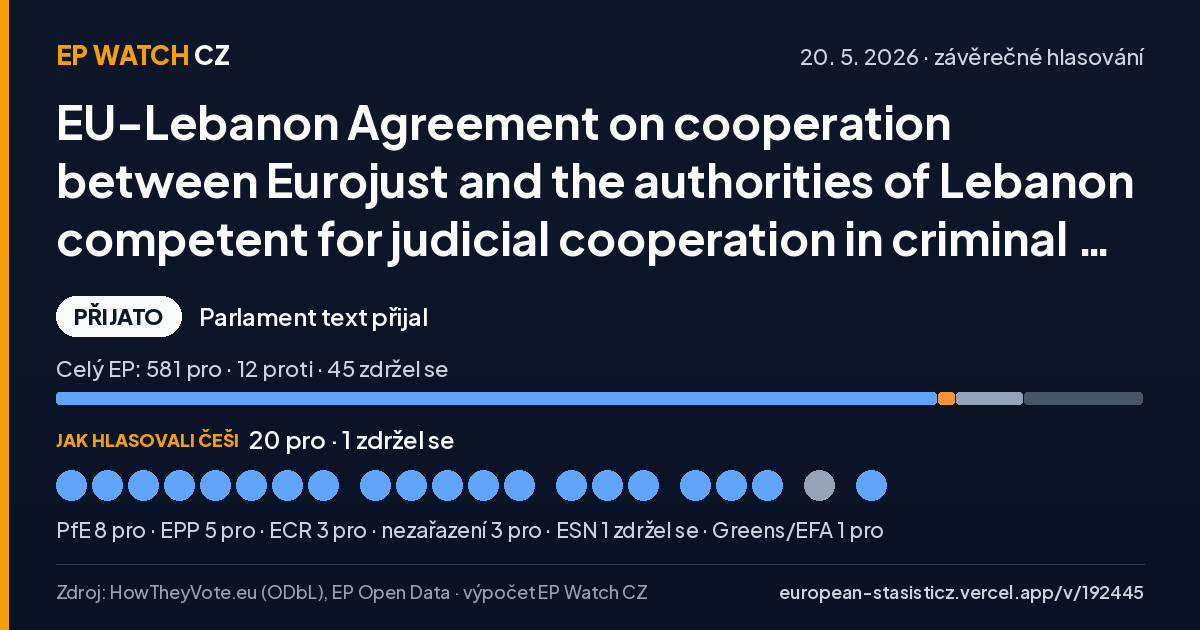 EP WATCH CZ
20. 5. 2026 · závěrečné hlasování
EU–Lebanon Agreement on cooperation
between Eurojust and the authorities of Lebanon
competent for judicial cooperation in criminal …
PŘIJATO Parlament text přijal
Celý EP: 581 pro · 12 proti · 45 zdržel se
JAK HLASOVALI ČEŠI 20 pro · 1 zdržel se
PfE 8 pro · EPP 5 pro · ECR 3 pro · nezařazení 3 pro · ESN 1 zdržel se · Greens/EFA 1 pro
Zdroj: HowTheyVote.eu (ODbL), EP Open Data · výpočet EP Watch CZ
european-stasisticz.vercel.app/v/192445